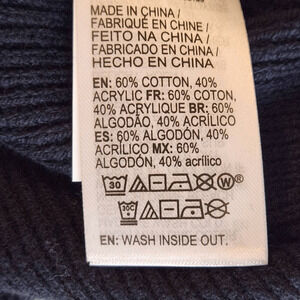 MADE IN CHINA /
FABRIQUÉ EN CHINE /
FEITO NA CHINA /
FABRICADO EN CHINA /
HECHO EN CHINA
EN: 60% COTTON, 40%
ACRYLIC FR: 60% COTON,
40% ACRYLIQUE BR: 60%
ALGODÃO, 40% ACRÍLICO
ES: 60% ALGODÓN, 40%
ACRÍLICO MX: 60%
ALGODÓN, 40% acrílico
30 W
30C
EN: WASH INSIDE OUT.